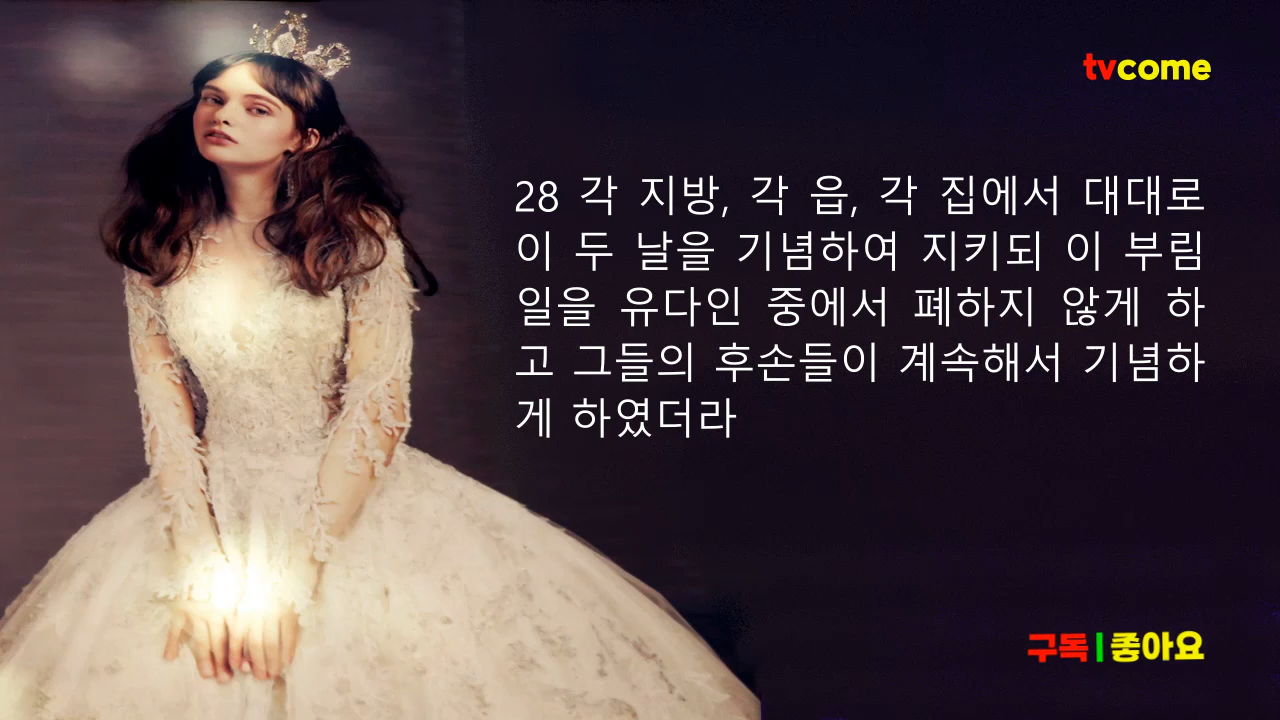 tvcome
28 각 지방, 각 읍, 각 집에서 대대로
이 두 날을 기념하여 지키되 이 부림
일을 유다인 중에서 폐하지 않게 하
고 그들의 후손들이 계속해서 기념하
게 하였더라
구독 | 좋아요